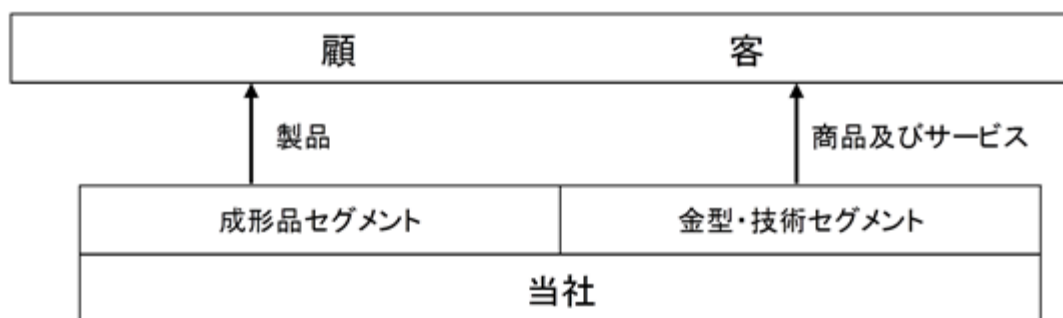 顧客
製品
商品及びサービス
成形品セグメント
金型・技術セグメント
当社